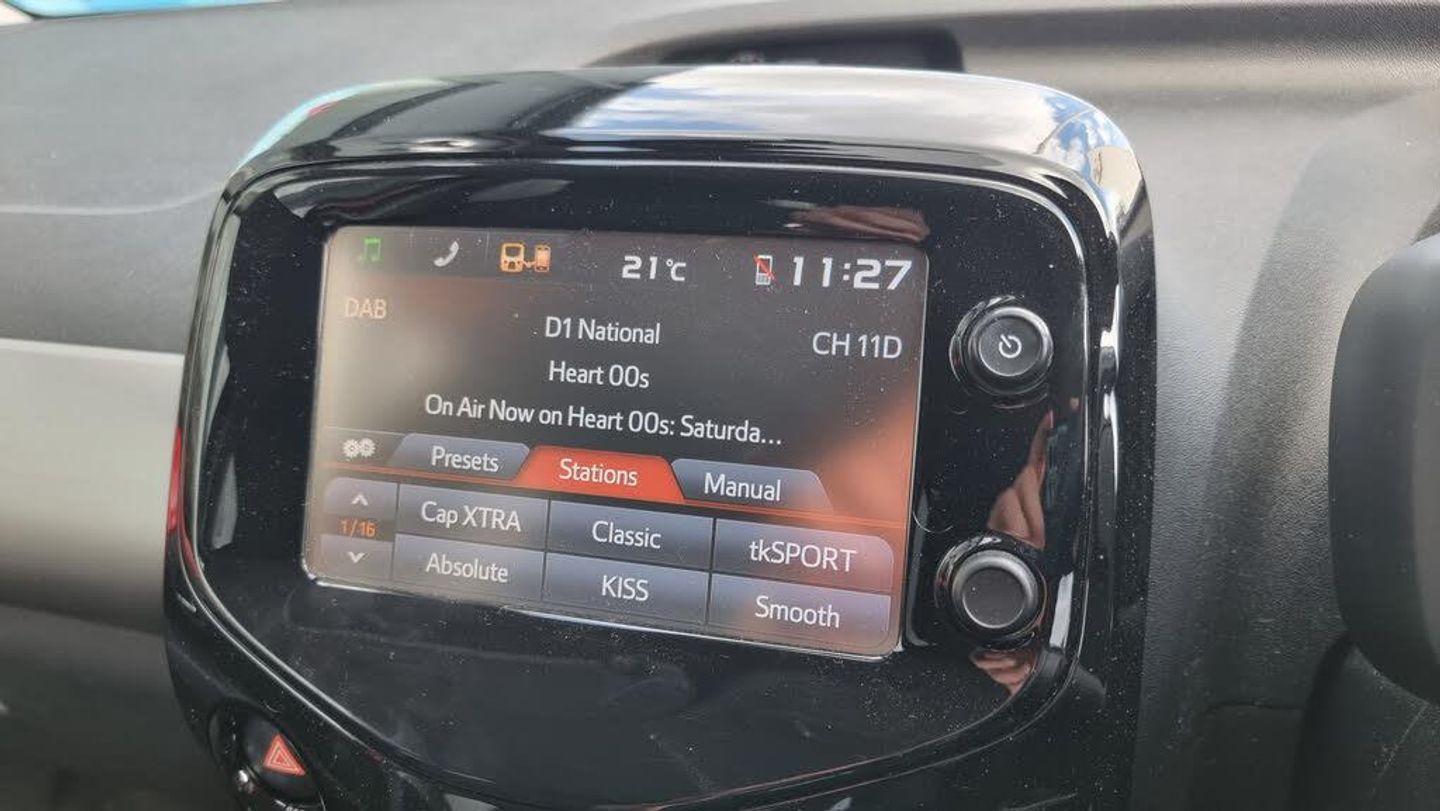 21°C
11:27
DAB
D1 National
CH 11D
Heart 00s
On Air Now on Heart 00s: Saturda...
Presets
Stations
Manual
1/16
Cap XTRA
Classic
tkSPORT
Absolute
KISS
Smooth